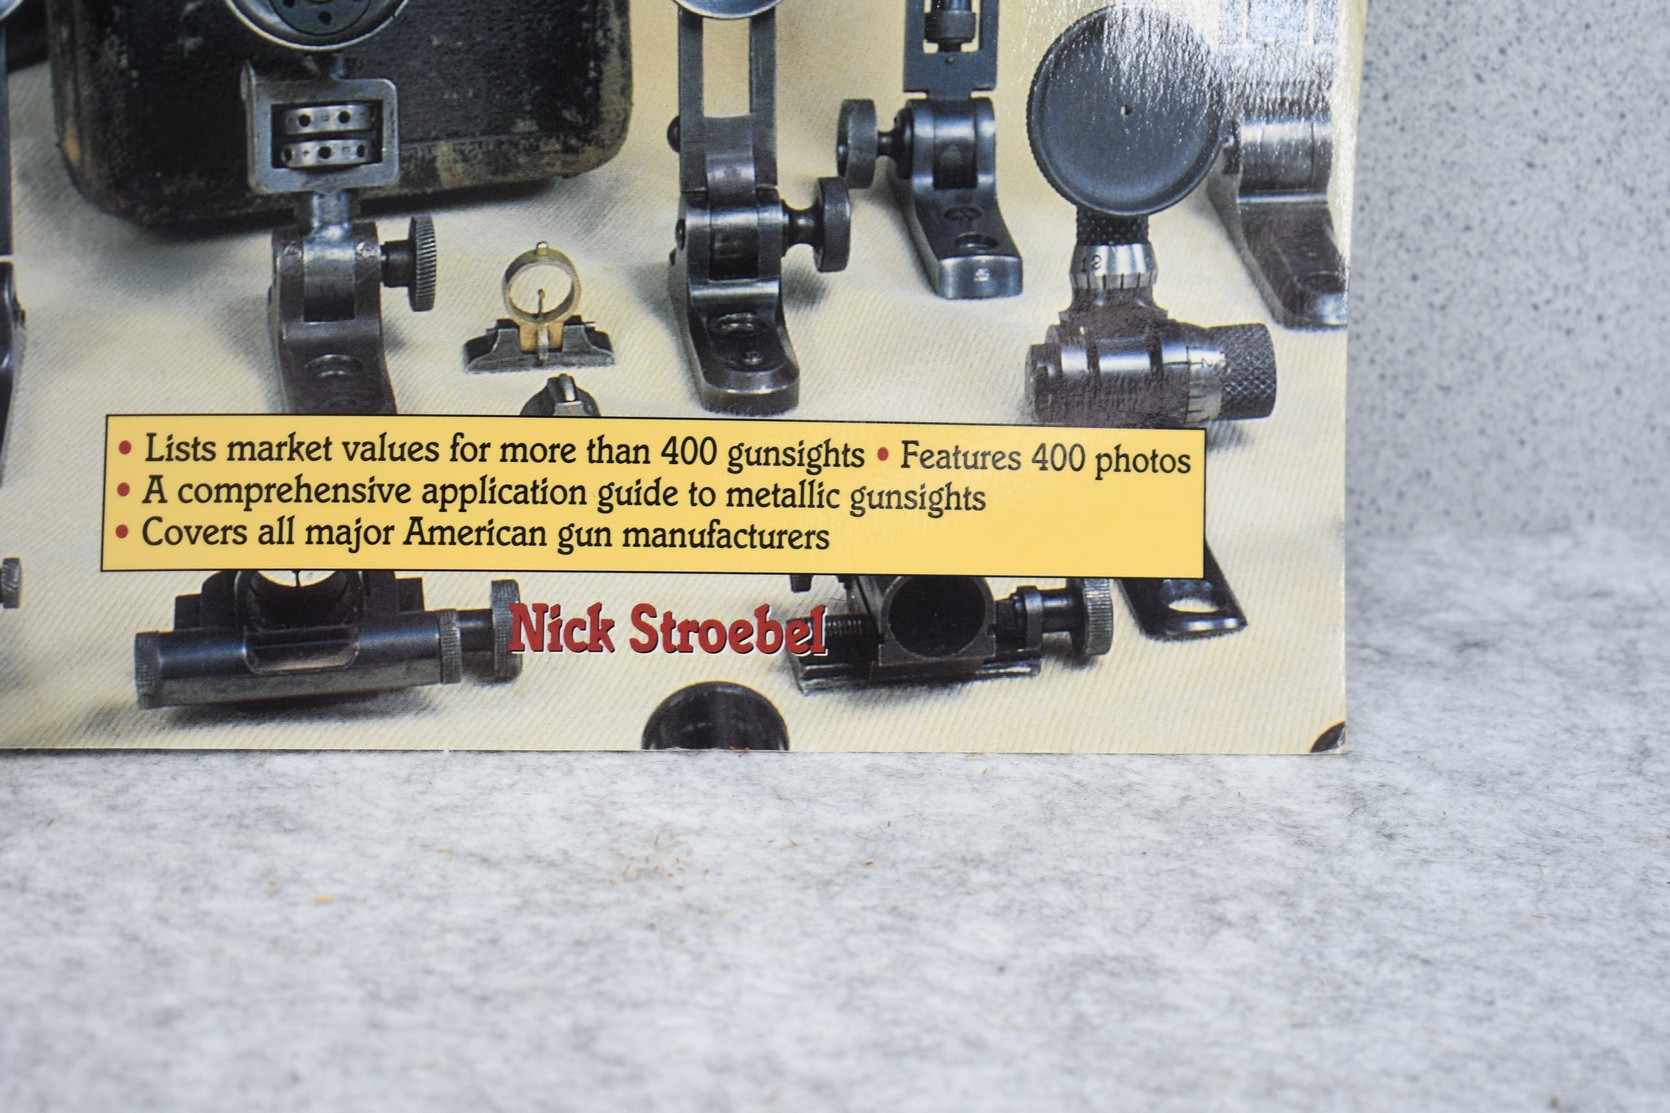 • Lists market values for more than 400 gunsights • Features 400 photos
• A comprehensive application guide to metallic gunsights
• Covers all major American gun manufacturers
Nick Stroebel